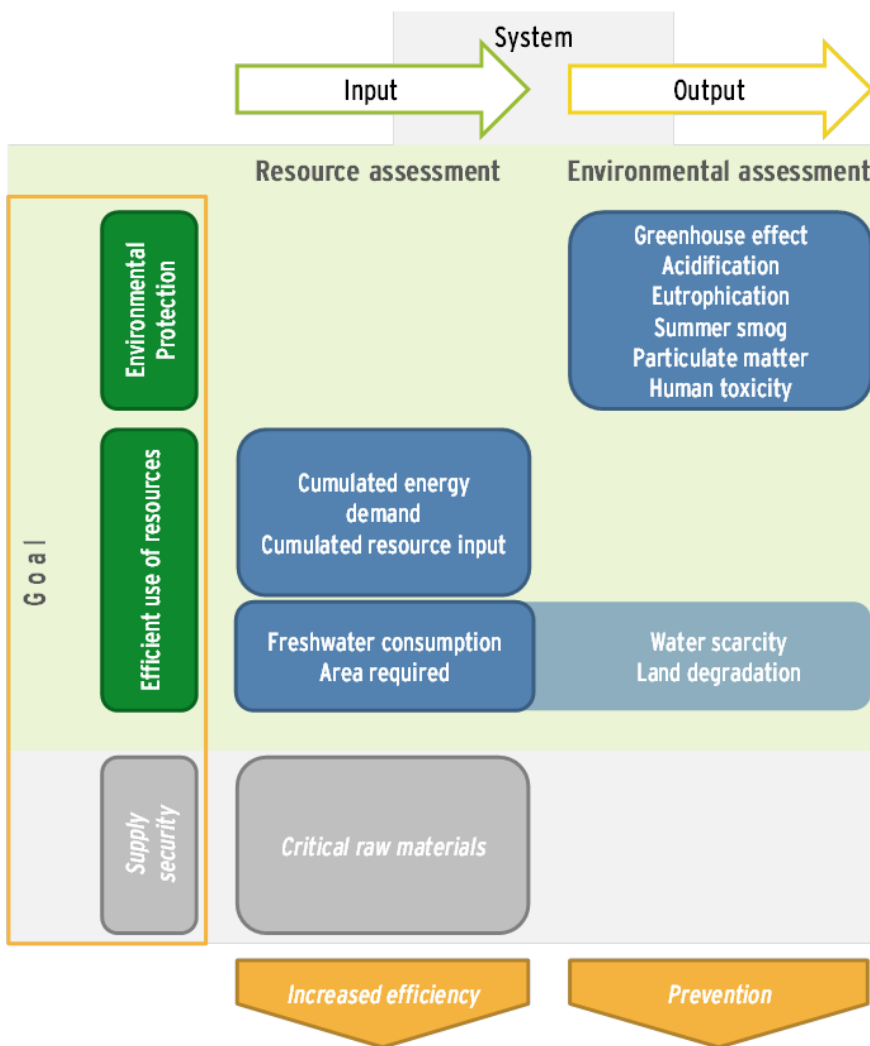 System
Input
Output
Resource assessment
Environmental assessment
Goal
Environmental
Protection
Greenhouse effect
Acidification
Eutrophication
Summer smog
Particulate matter
Human toxicity
Efficient use of resources
Cumulated energy
demand
Cumulated resource input
Freshwater consumption
Area required
Water scarcity
Land degradation
Supply
security
Critical raw materials
Increased efficiency
Prevention